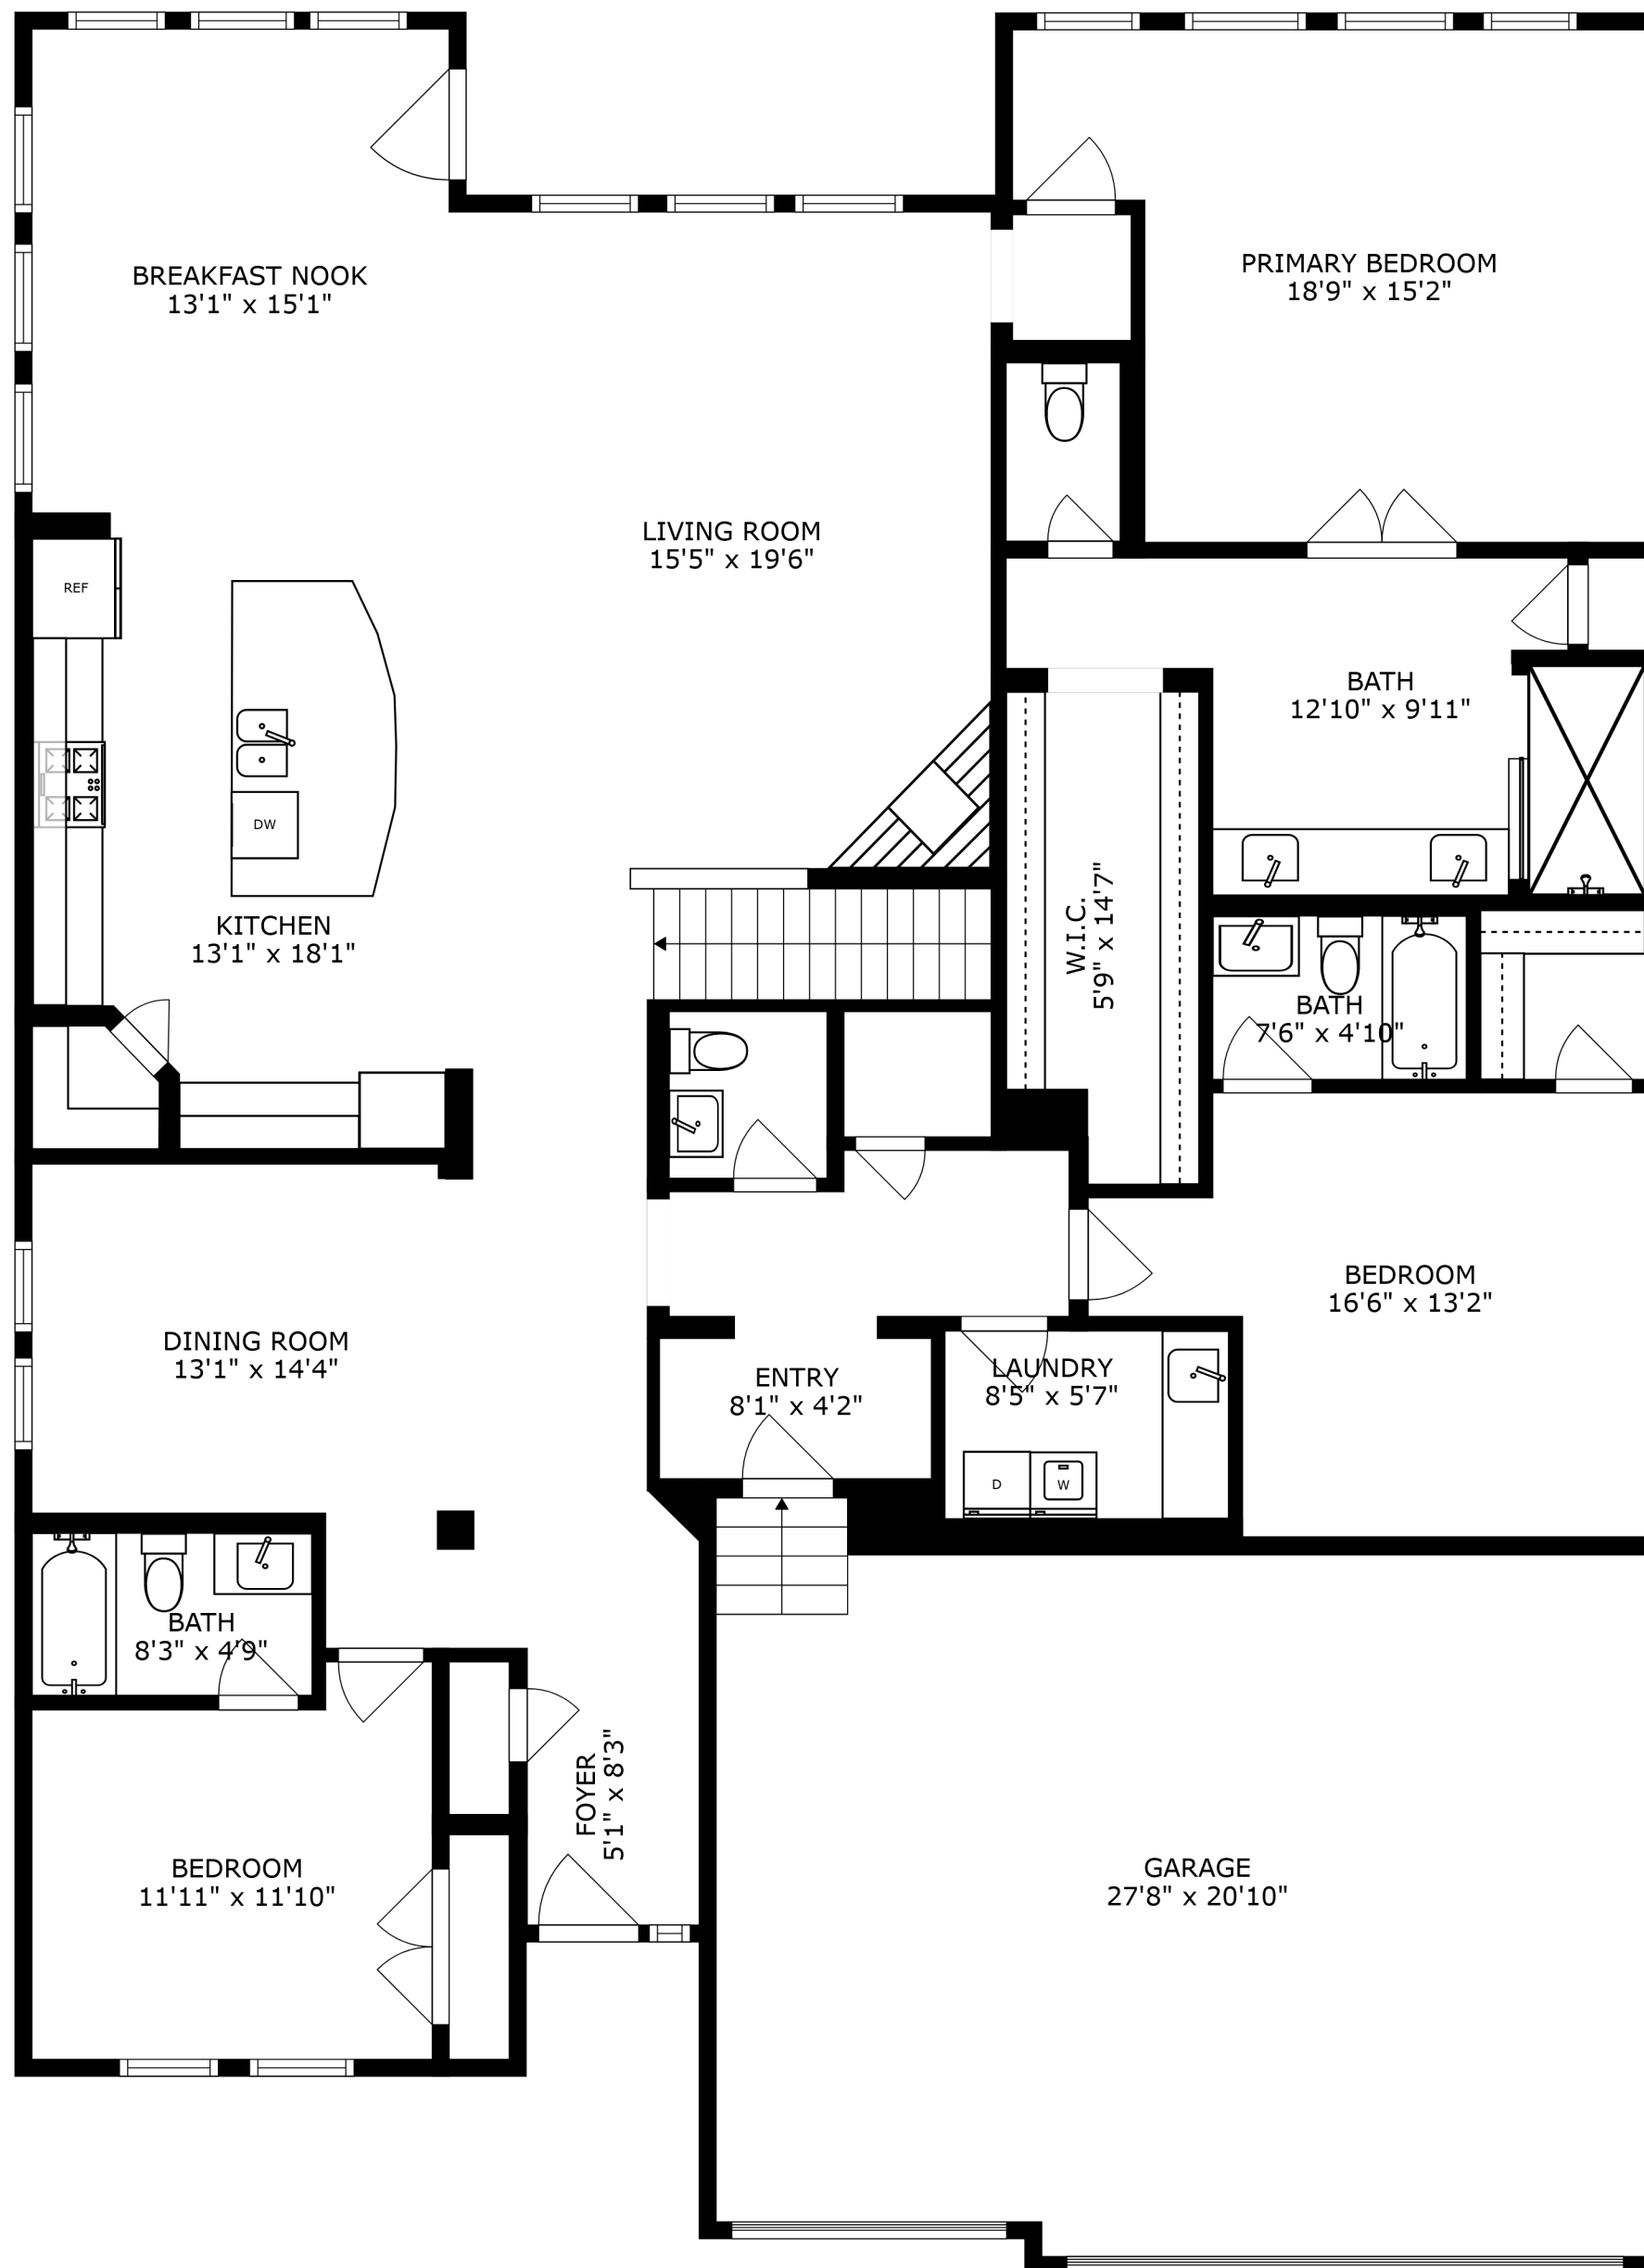 BREAKFAST NOOK
13'1" x 15'1"
PRIMARY BEDROOM
18'9" x 15'2"
LIVING ROOM
15'5" x 19'6"
REF
BATH
12'10" x 9'11"
DW
KITCHEN
13'1" x 18'1"
W.I.C.
5'9" x 14'7"
BATH
7'6" x 4'10"
BEDROOM
16'6" x 13'2"
DINING ROOM
13'1" x 14'4"
ENTRY
8'1" x 4'2"
LAUNDRY
8'5" x 5'7"
D
W
BATH
8'3" x 4'9"
FOYER
5'1" x 8'3"
BEDROOM
11'11" x 11'10"
GARAGE
27'8" x 20'10"